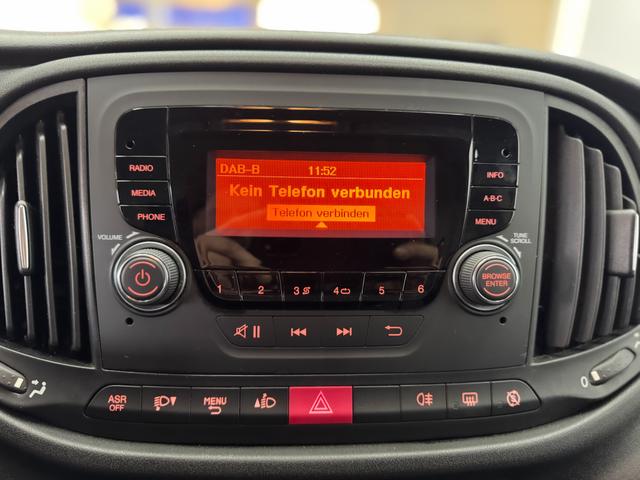 DAB-B 11:52
Kein Telefon verbunden
Telefon verbinden
RADIO
MEDIA
PHONE
INFO
A-B-C
MENU
VOLUME
TUNE
SCROLL
BROWSE
ENTER
1 2 3 4 5 6
ASR
OFF
MENU
0